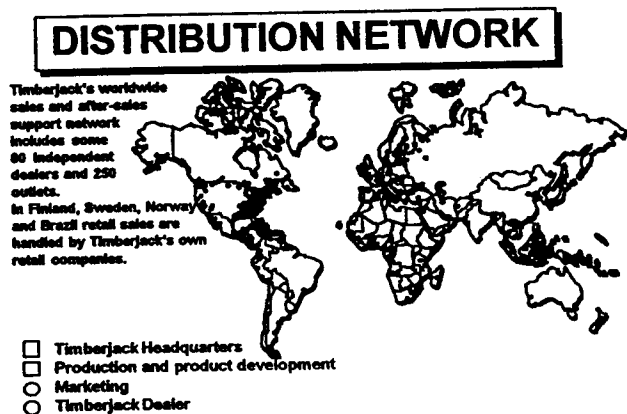 DISTRIBUTION NETWORK
Timberjack's worldwide
sales and after-sales
support network
includes some
80 independent
dealers and 250
outlets.
In Finland, Sweden, Norway
and Brazil retail sales are
handled by Timberjack's own
retail companies.
Timberjack Headquarters
Production and product development
Marketing
Timberjack Dealer